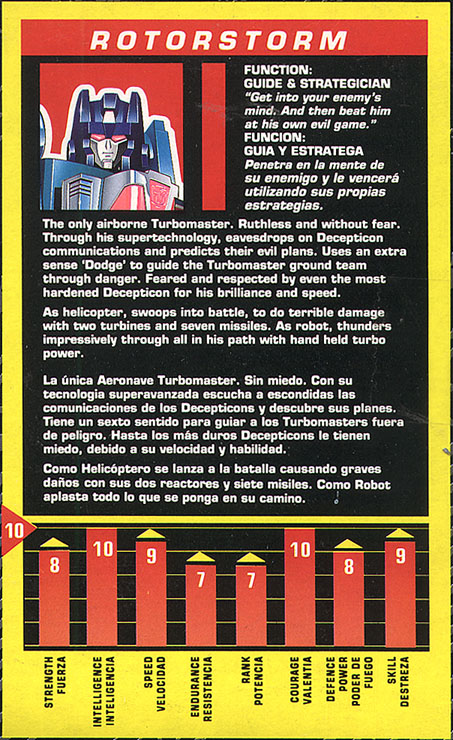 ROTORSTORM
FUNCTION:
GUIDE & STRATEGICIAN
"Get into your enemy's
mind. And then beat him
at his own evil game."
FUNCION:
GUIA Y ESTRATEGA
Penetra en la mente de
su enemigo y le vencerá
utilizando sus propias
estrategias.
The only airborne Turbomaster. Ruthless and without fear.
Through his supertechnology, eavesdrops on Decepticon
communications and predicts their evil plans. Uses an extra
sense 'Dodge' to guide the Turbomaster ground team
through danger. Feared and respected by even the most
hardened Decepticon for his brilliance and speed.
As helicopter, swoops into battle, to do terrible damage
with two turbines and seven missiles. As robot, thunders
impressively through all in his path with hand held turbo
power.
La única Aeronave Turbomaster. Sin miedo. Con su
tecnologia superavanzada escucha a escondidas las
comunicaciones de los Decepticons y descubre sus planes.
Tiene un sexto sentido para guiar a los Turbomasters fuera
de peligro. Hasta los más duros Decepticons le tienen
miedo, debido a su velocidad y habilidad.
Como Helicóptero se lanza a la batalla causando graves
daños con sus dos reactores y siete misiles. Como Robot
aplasta todo lo que se ponga en su camino.
10
8
10
9
7
7
10
8
9
STRENGTH
FUERZA
INTELLIGENCE
INTELIGENCIA
SPEED
VELOCIDAD
ENDURANCE
RESISTENCIA
RANK
POTENCIA
COURAGE
VALENTIA
DEFENCE
POWER
PODER DE
FUEGO
SKILL
DESTREZA